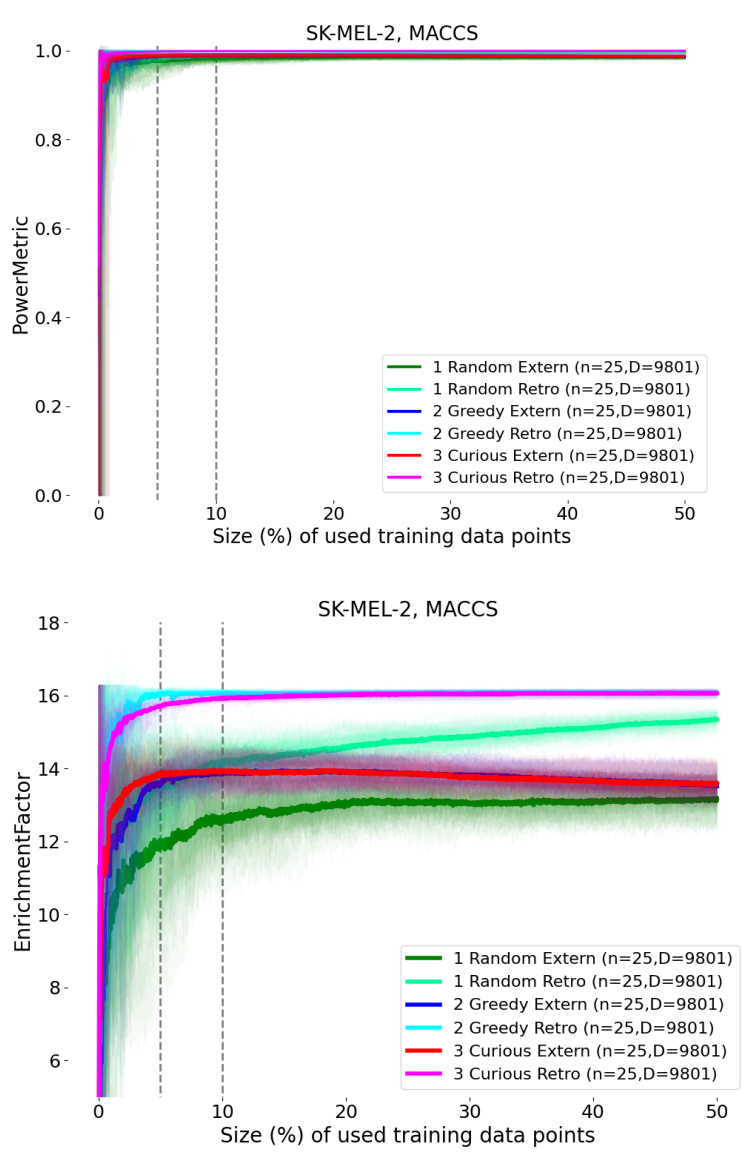 SK-MEL-2, MACCS
1.0
0.8
0.6
0.4
0.2
0.0
PowerMetric
1 Random Extern (n=25,D=9801)
1 Random Retro (n=25,D=9801)
2 Greedy Extern (n=25,D=9801)
2 Greedy Retro (n=25,D=9801)
3 Curious Extern (n=25,D=9801)
3 Curious Retro (n=25,D=9801)
0 10 20 30 40 50
Size (%) of used training data points
SK-MEL-2, MACCS
18
16
14
12
10
8
6
EnrichmentFactor
1 Random Extern (n=25,D=9801)
1 Random Retro (n=25,D=9801)
2 Greedy Extern (n=25,D=9801)
2 Greedy Retro (n=25,D=9801)
3 Curious Extern (n=25,D=9801)
3 Curious Retro (n=25,D=9801)
0 10 20 30 40 50
Size (%) of used training data points